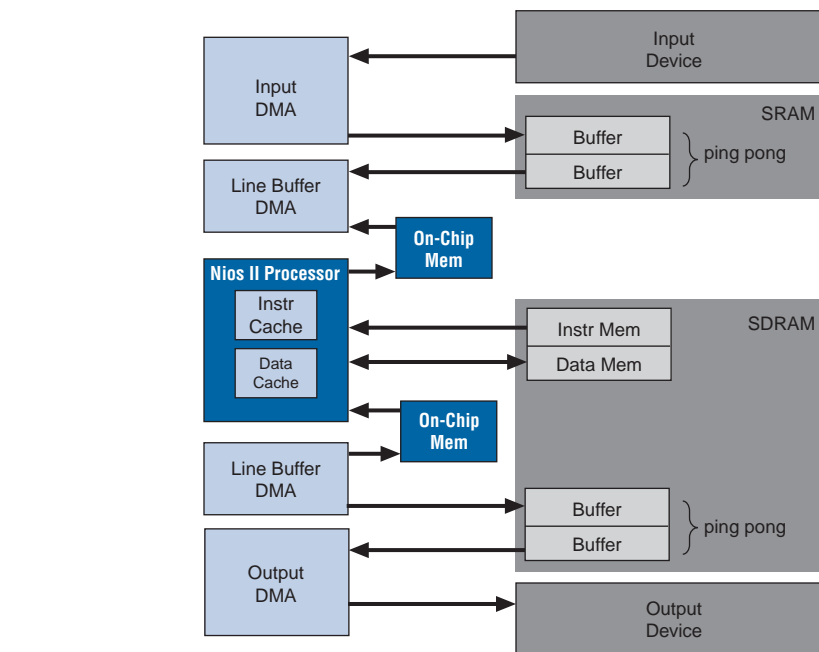 Input
Device
Input
DMA
SRAM
Buffer
Buffer
ping pong
Line Buffer
DMA
On-Chip
Mem
Nios II Processor
Instr
Cache
Data
Cache
Instr Mem
Data Mem
SDRAM
On-Chip
Mem
Line Buffer
DMA
Buffer
Buffer
ping pong
Output
DMA
Output
Device